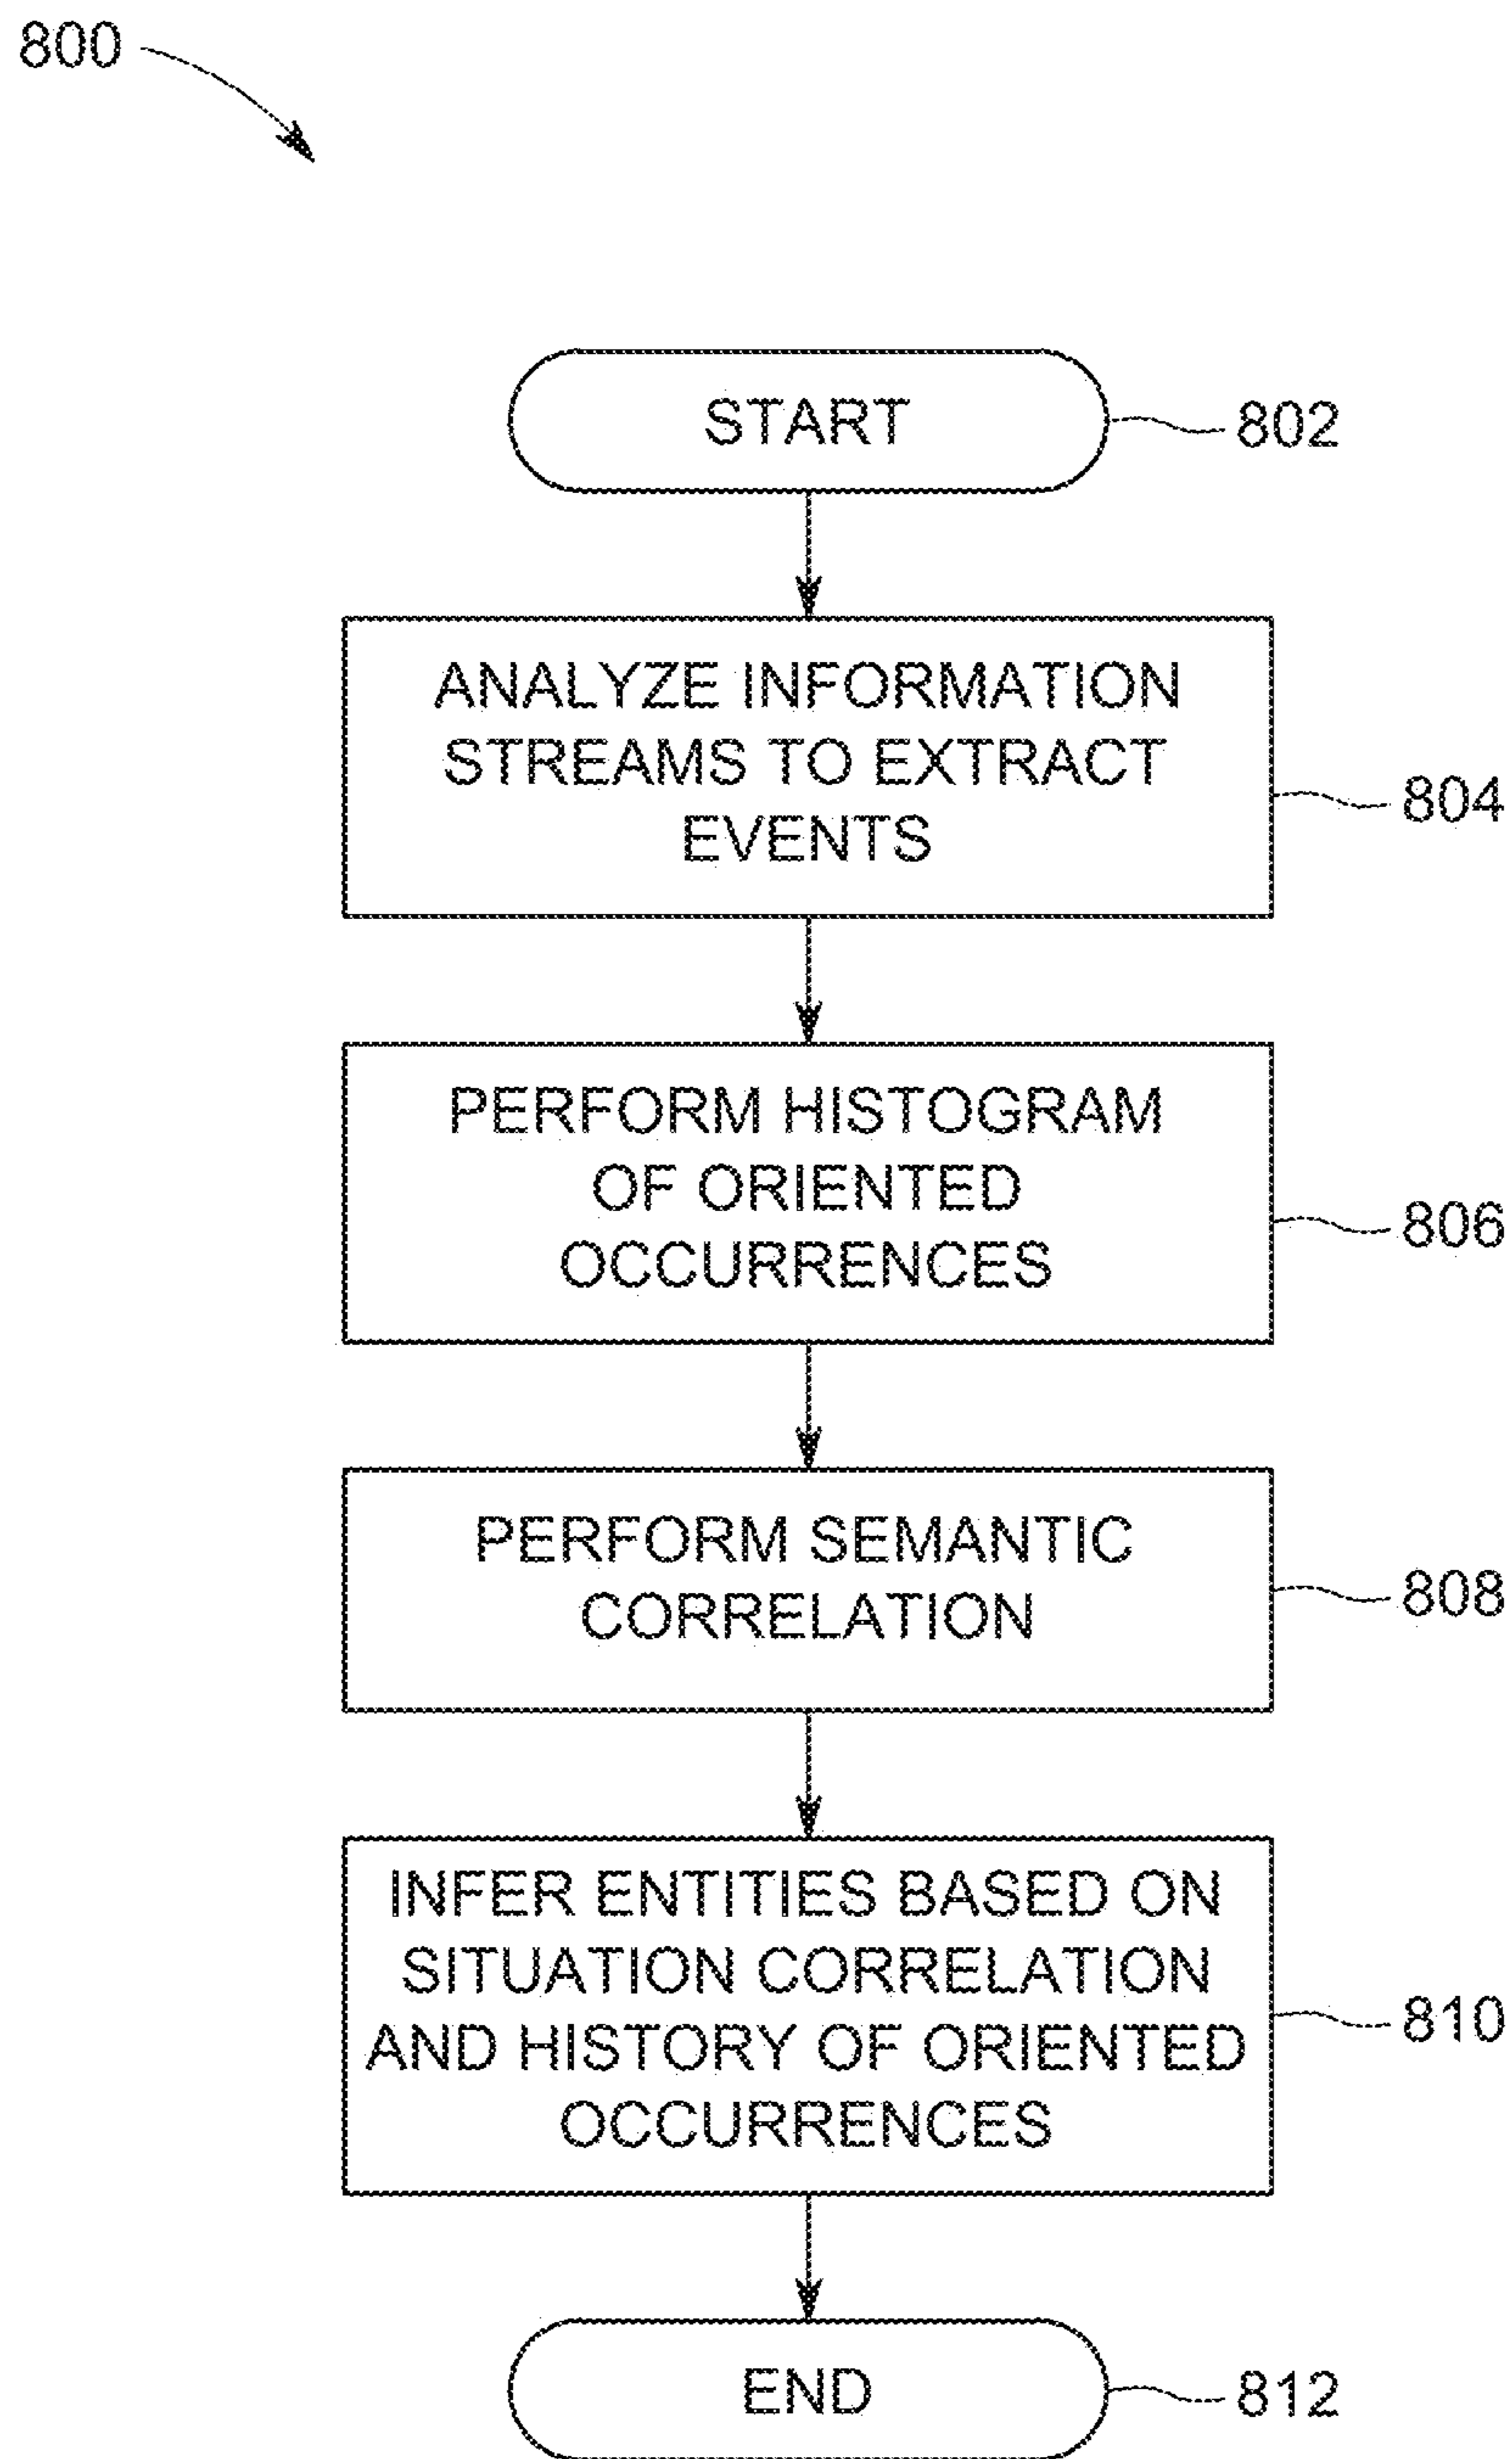 800
START
802
ANALYZE INFORMATION
STREAMS TO EXTRACT
EVENTS
804
PERFORM HISTOGRAM
OF ORIENTED
OCCURRENCES
806
PERFORM SEMANTIC
CORRELATION
808
INFER ENTITIES BASED ON
SITUATION CORRELATION
AND HISTORY OF ORIENTED
OCCURRENCES
810
END
812